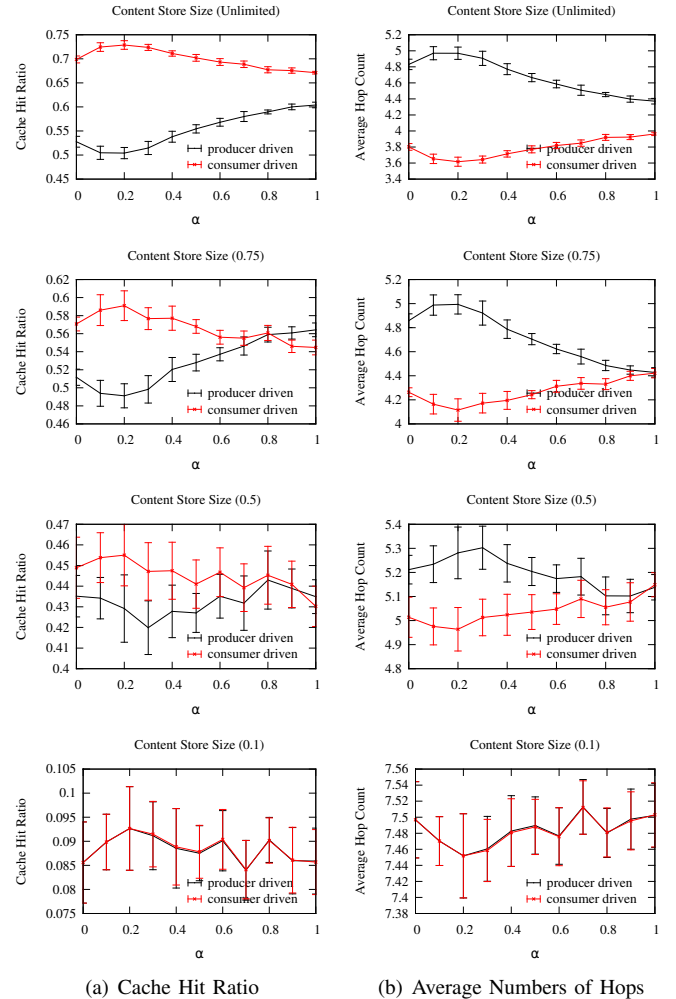 Content Store Size (Unlimited)
Cache Hit Ratio
0.75
0.7
0.65
0.6
0.55
0.5
0.45
0 0.2 0.4 0.6 0.8 1
α
producer driven
consumer driven
Content Store Size (Unlimited)
Average Hop Count
5.2
5
4.8
4.6
4.4
4.2
4
3.8
3.6
3.4
0 0.2 0.4 0.6 0.8 1
α
producer driven
consumer driven
Content Store Size (0.75)
Cache Hit Ratio
0.62
0.6
0.58
0.56
0.54
0.52
0.5
0.48
0.46
0 0.2 0.4 0.6 0.8 1
α
producer driven
consumer driven
Content Store Size (0.75)
Average Hop Count
5.2
5
4.8
4.6
4.4
4.2
4
0 0.2 0.4 0.6 0.8 1
α
producer driven
consumer driven
Content Store Size (0.5)
Cache Hit Ratio
0.47
0.46
0.45
0.44
0.43
0.42
0.41
0.4
0 0.2 0.4 0.6 0.8 1
α
producer driven
consumer driven
Content Store Size (0.5)
Average Hop Count
5.4
5.3
5.2
5.1
5
4.9
4.8
0 0.2 0.4 0.6 0.8 1
α
producer driven
consumer driven
Content Store Size (0.1)
Cache Hit Ratio
0.105
0.1
0.095
0.09
0.085
0.08
0.075
0 0.2 0.4 0.6 0.8 1
α
producer driven
consumer driven
Content Store Size (0.1)
Average Hop Count
7.56
7.54
7.52
7.5
7.48
7.46
7.44
7.42
7.4
7.38
0 0.2 0.4 0.6 0.8 1
α
producer driven
consumer driven
(a) Cache Hit Ratio
(b) Average Numbers of Hops